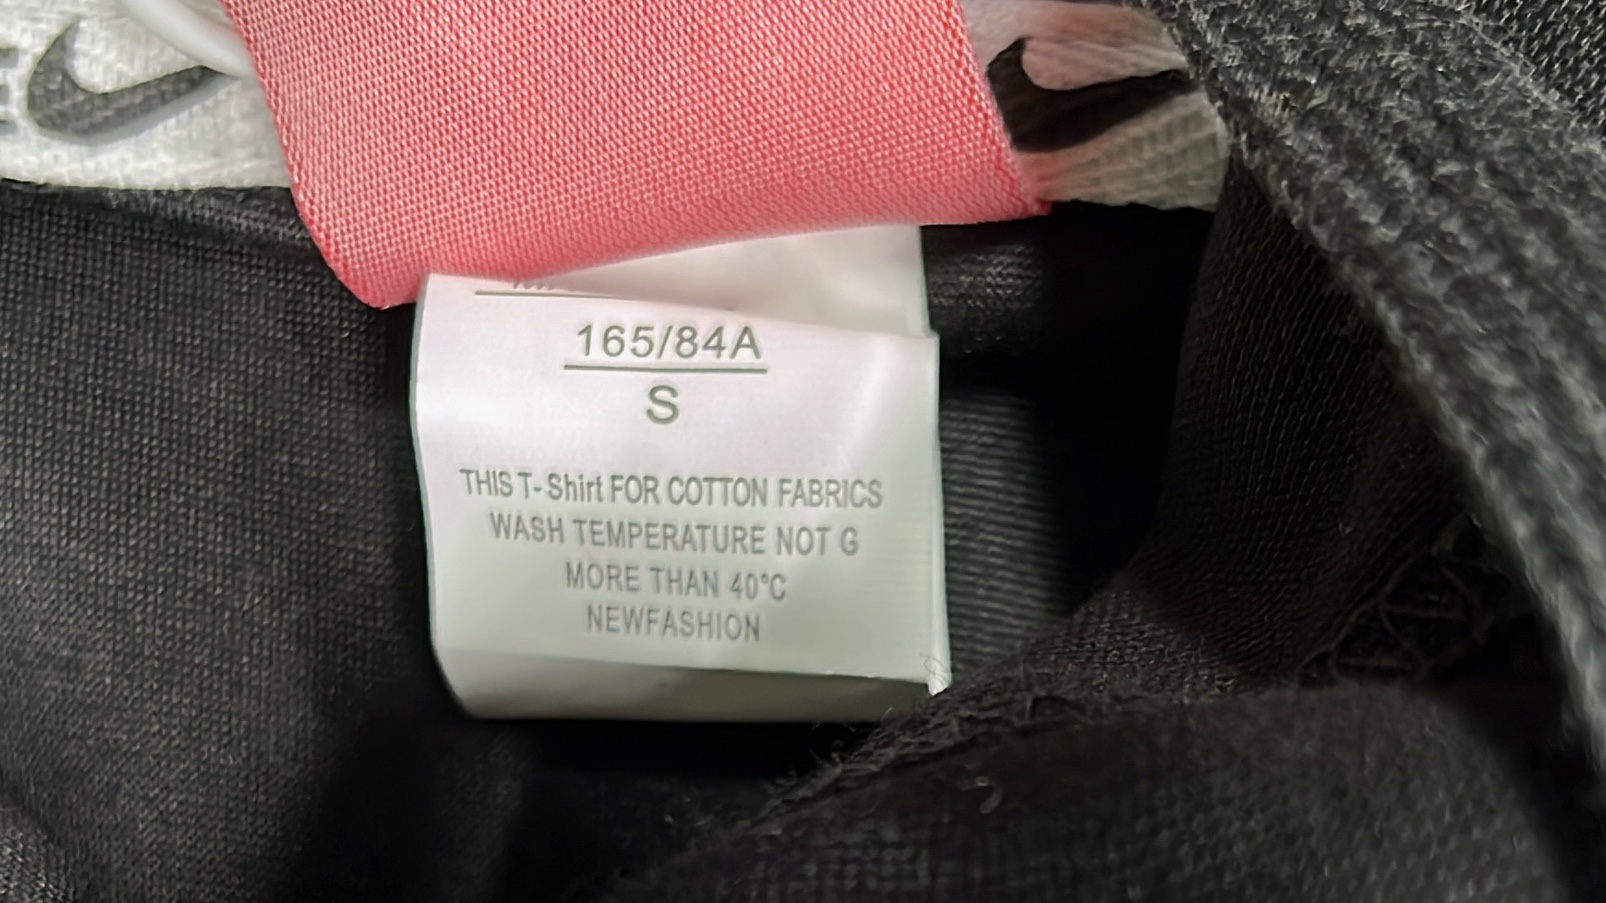 165/84A
S
THIS T-Shirt FOR COTTON FABRICS
WASH TEMPERATURE NOT G
MORE THAN 40°C
NEWFASHION